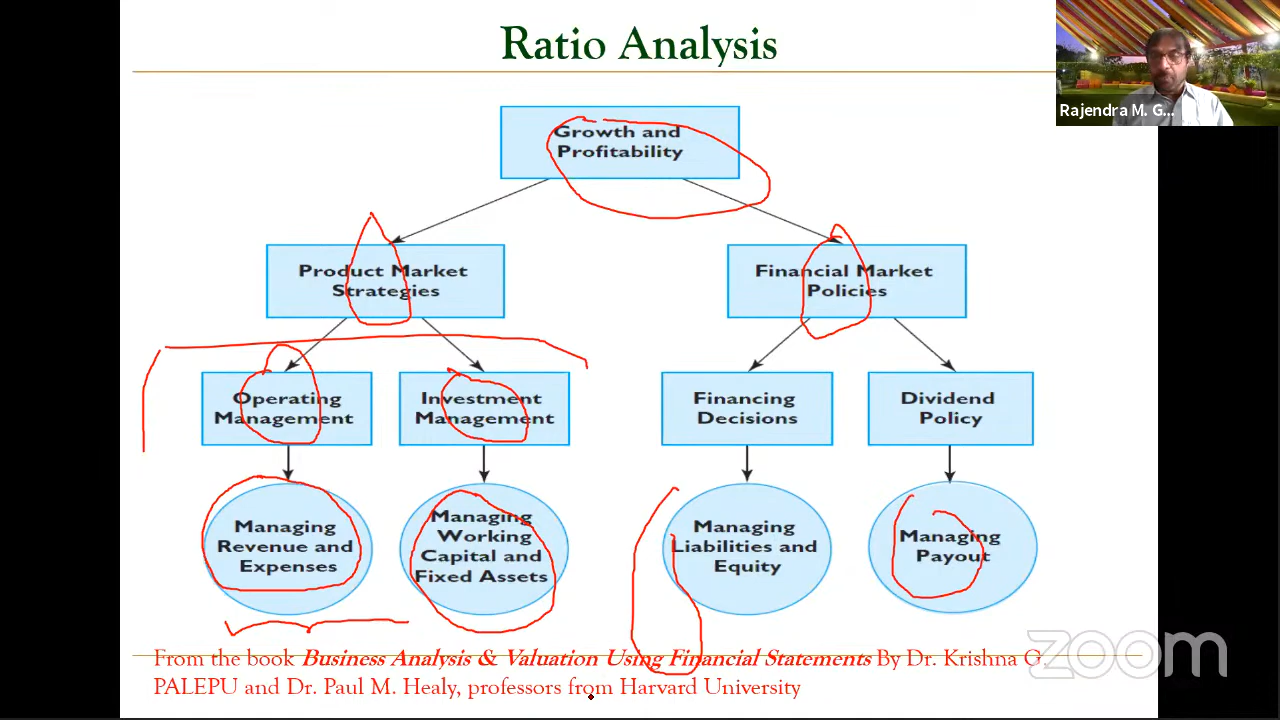 Ratio Analysis
Rajendra M. G...
Growth and
Profitability
Product Market
Strategies
Financial Market
Policies
Operating
Management
Investment
Management
Financing
Decisions
Dividend
Policy
Managing
Revenue and
Expenses
Managing
Working
Capital and
Fixed Assets
Managing
Liabilities and
Equity
Managing
Payout
zoom
From the book Business Analysis & Valuation Using Financial Statements By Dr. Krishna G.
PALEPU and Dr. Paul M. Healy, professors from Harvard University